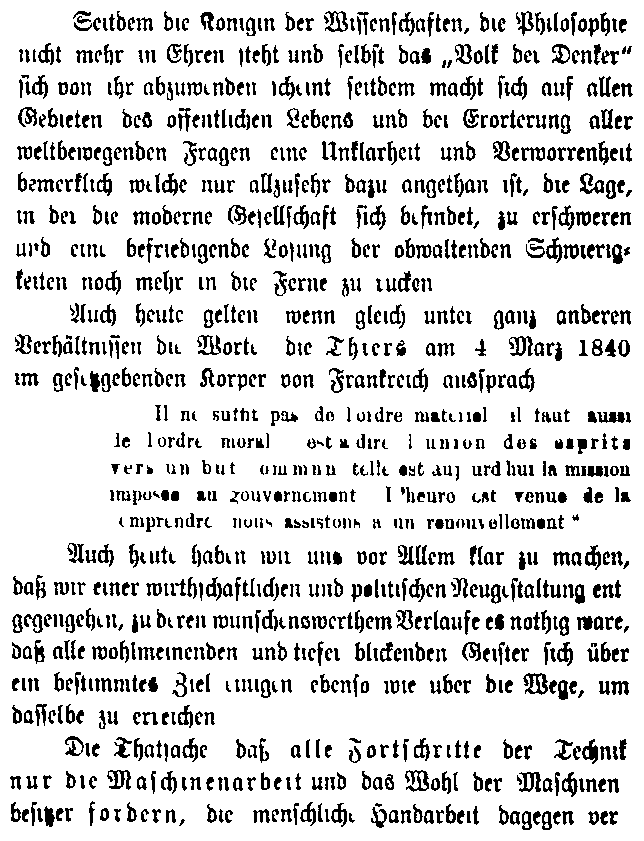 Seitdem die Königin der Wissenschaften, die Philosophie
nicht mehr in Ehren steht und selbst das „Volk der Denker“
sich von ihr abzuwenden scheint seitdem macht sich auf allen
Gebieten des öffentlichen Lebens und bei Erörterung aller
weltbewegenden Fragen eine Unklarheit und Verworrenheit
bemerklich welche nur allzusehr dazu angethan ist, die Lage,
in der die moderne Gesellschaft sich befindet, zu erschweren
und eine befriedigende Lösung der obwaltenden Schwierig-
keiten noch mehr in die Ferne zu rücken
Auch heute gelten wenn gleich unter ganz anderen
Verhältnissen die Worte die Thiers am 4 März 1840
im gesetzgebenden Körper von Frankreich aussprach
Il ne suffit pas de l'ordre materiel il faut aussi
de l'ordre moral c'est a dire l'union des esprits
vers un but commun telle est aujourd'hui la mission
imposee au gouvernement L'heure est venue de la
emprendre nous assistons a un renouvellement “
Auch heute haben wir uns vor Allem klar zu machen,
daß wir einer wirthschaftlichen und politischen Neugestaltung ent
gegengehen, zu deren wünschenswerthem Verlaufe es nöthig wäre,
daß alle wohlmeinenden und tiefer blickenden Geister sich über
ein bestimmtes Ziel einigen ebenso wie über die Wege, um
dasselbe zu erreichen
Die Thatsache daß alle Fortschritte der Technik
nur die Maschinenarbeit und das Wohl der Maschinen
besitzer fördern, die menschliche Handarbeit dagegen ver